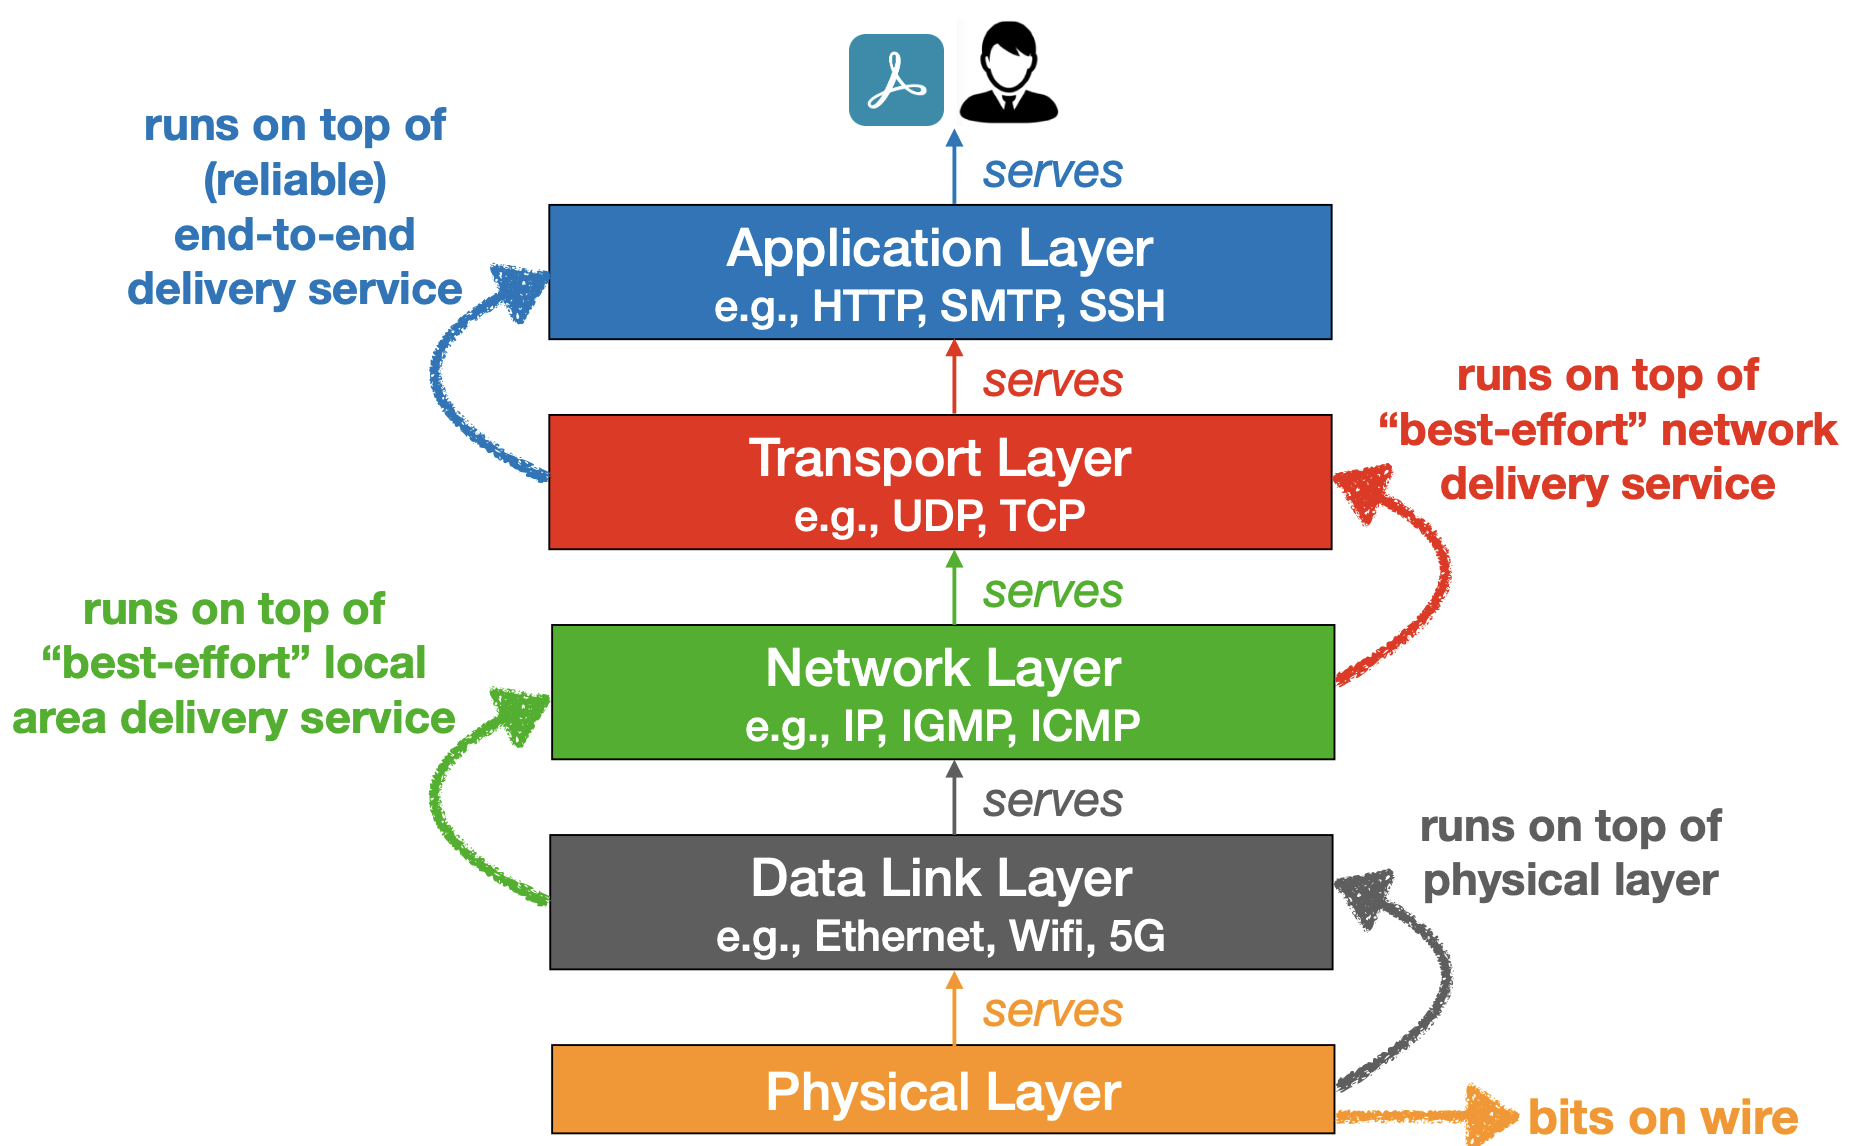 runs on top of
(reliable)
end-to-end
delivery service
serves
Application Layer
e.g., HTTP, SMTP, SSH
serves
runs on top of
“best-effort” network
delivery service
Transport Layer
e.g., UDP, TCP
serves
runs on top of
“best-effort” local
area delivery service
Network Layer
e.g., IP, IGMP, ICMP
serves
runs on top of
physical layer
Data Link Layer
e.g., Ethernet, Wifi, 5G
serves
Physical Layer
bits on wire